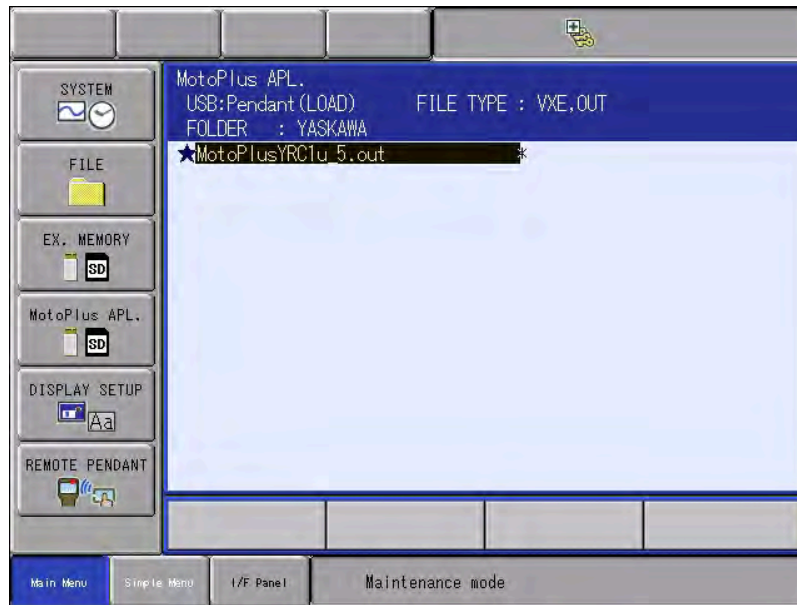 SYSTEM
FILE
EX. MEMORY
SD
MotoPlus APL.
SD
DISPLAY SETUP
Aa
REMOTE PENDANT
MotoPlus APL.
USB:Pendant(LOAD) FILE TYPE : VXE,OUT
FOLDER : YASKAWA
★MotoPlusYRC1u_5.out *
Main Menu Simple Menu I/F Panel Maintenance mode